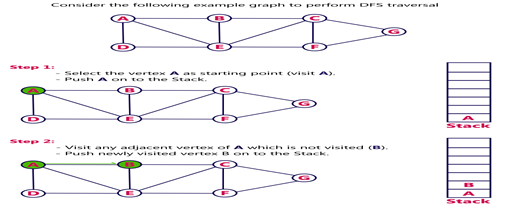 Consider the following example graph to perform DFS traversal
A B C
G
D E F
Step 1:
- Select the vertex A as starting point (visit A).
- Push A on to the Stack.
A B C
G
D E F
A
Stack
Step 2:
- Visit any adjacent vertex of A which is not visited (B).
- Push newly visited vertex B on to the Stack.
A B C
G
D E F
B
A
Stack